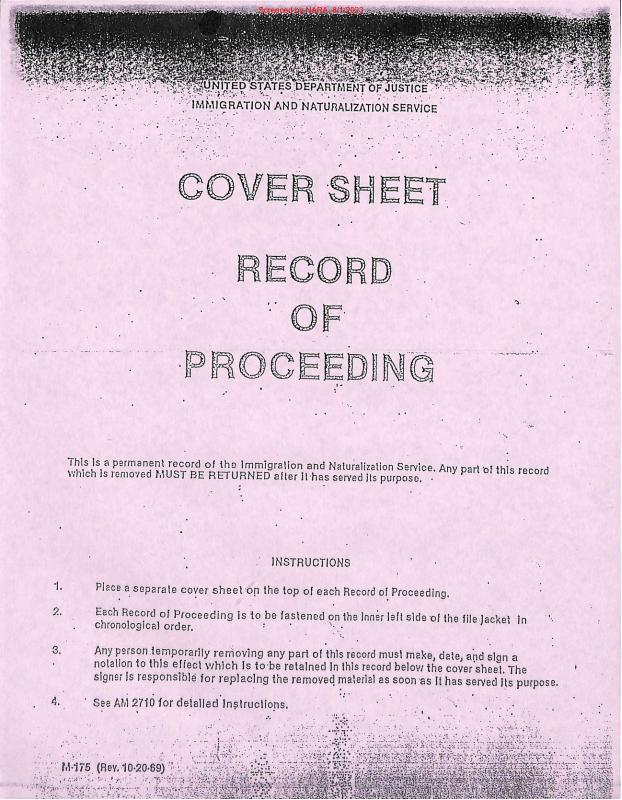 Screened by NARA, 8/1/2023
UNITED STATES DEPARTMENT OF JUSTICE
IMMIGRATION AND NATURALIZATION SERVICE
COVER SHEET
RECORD
OF
PROCEEDING
This is a permanent record of the Immigration and Naturalization Service. Any part of this record
which is removed MUST BE RETURNED after it has served its purpose.
INSTRUCTIONS
1. Place a separate cover sheet on the top of each Record of Proceeding.
2. Each Record of Proceeding is to be fastened on the inner left side of the file jacket in
chronological order.
3. Any person temporarily removing any part of this record must make, date, and sign a
notation to this effect which is to be retained in this record below the cover sheet. The
signer is responsible for replacing the removed material as soon as it has served its purpose.
4. See AM 2710 for detailed instructions.
M-175 (Rev. 10-20-69)